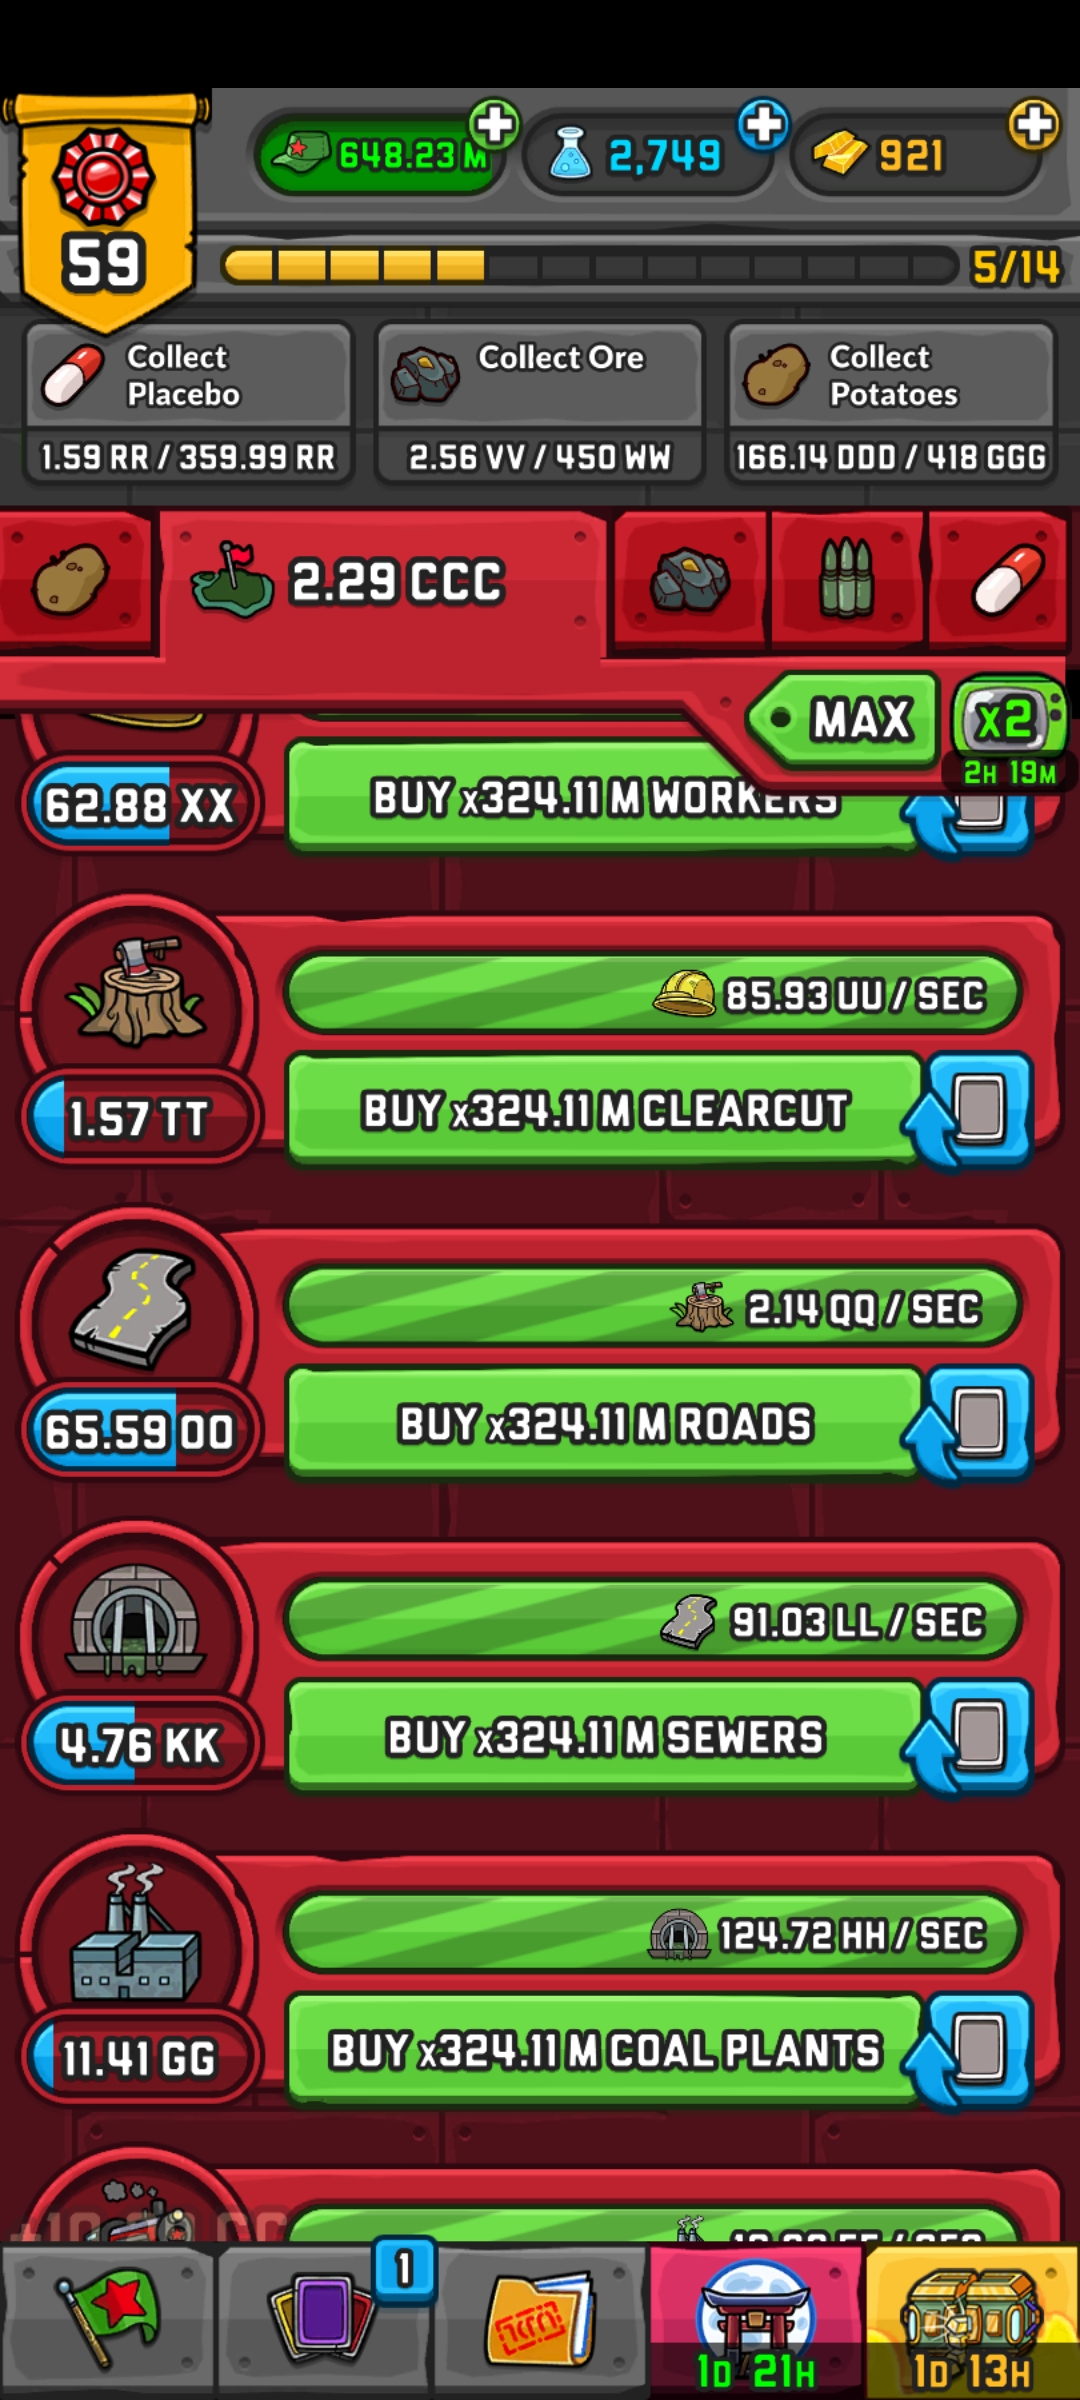 648.23 M
2,749
921
59
5/14
Collect
Placebo
1.59 RR / 359.99 RR
Collect Ore
2.56 VV / 450 WW
Collect
Potatoes
166.14 DDD / 418 GGG
2.29 CCC
MAX
x2
2H 19M
62.88 XX
BUY x324.11 M WORKERS
85.93 UU / SEC
1.57 TT
BUY x324.11 M CLEARCUT
2.14 QQ / SEC
65.59 OO
BUY x324.11 M ROADS
91.03 LL / SEC
4.76 KK
BUY x324.11 M SEWERS
124.72 HH / SEC
11.41 GG
BUY x324.11 M COAL PLANTS
1
1D 21H
1D 13H